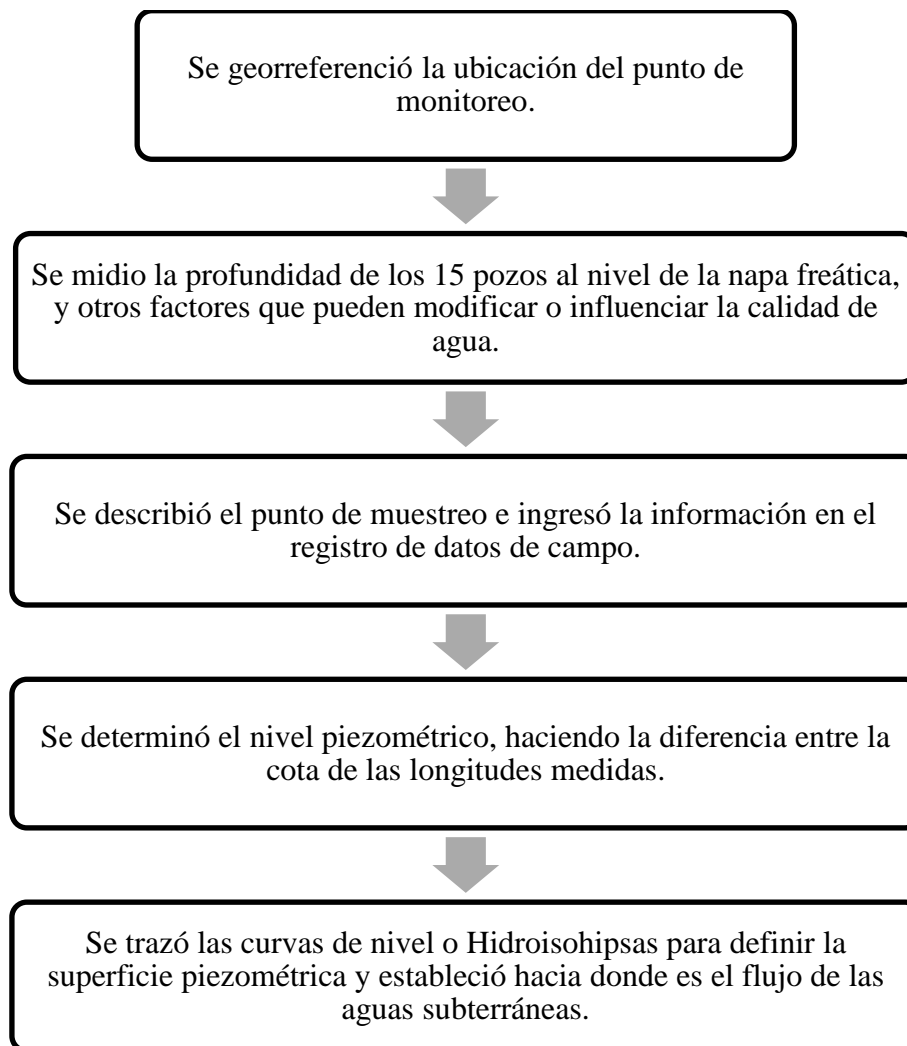 Se georreferenció la ubicación del punto de
monitoreo.
Se midio la profundidad de los 15 pozos al nivel de la napa freática,
y otros factores que pueden modificar o influenciar la calidad de
agua.
Se describió el punto de muestreo e ingresó la información en el
registro de datos de campo.
Se determinó el nivel piezométrico, haciendo la diferencia entre la
cota de las longitudes medidas.
Se trazó las curvas de nivel o Hidroisohipsas para definir la
superficie piezométrica y estableció hacia donde es el flujo de las
aguas subterráneas.